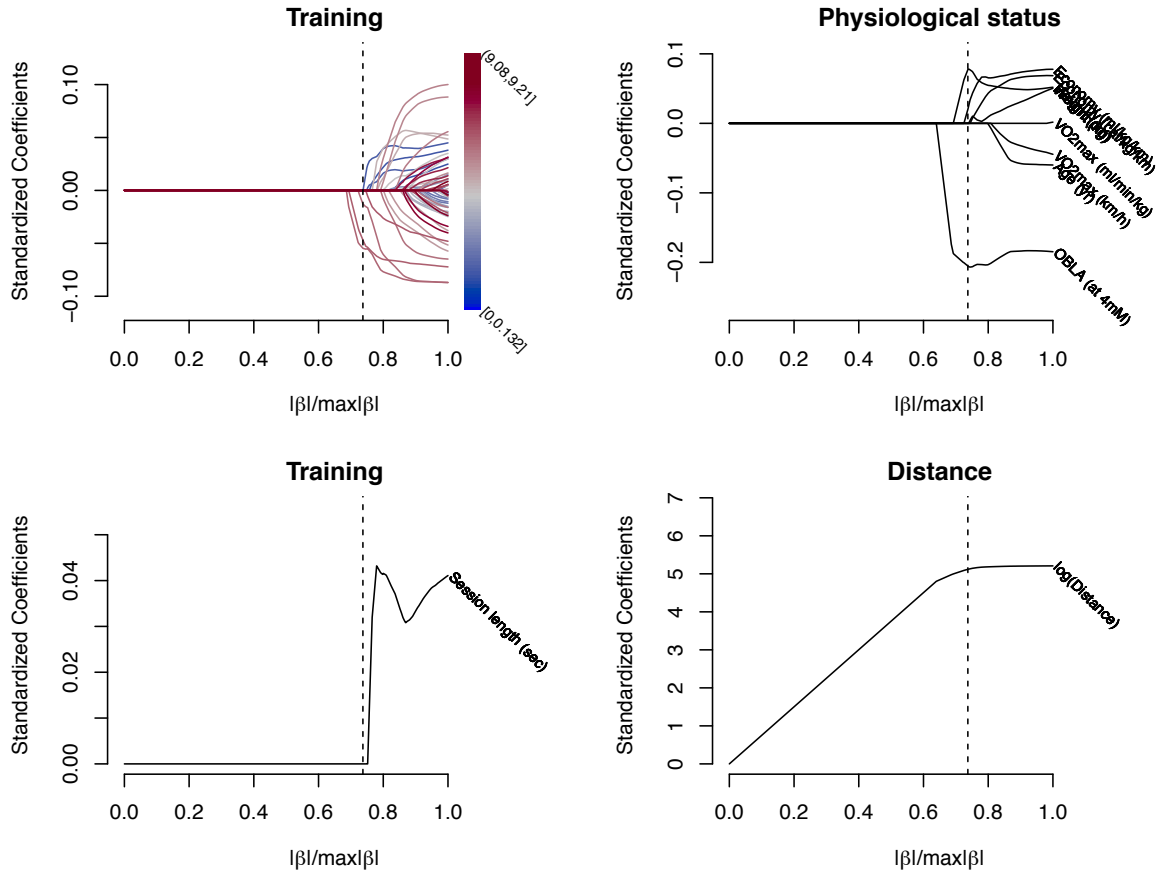 Training
Standardized Coefficients
0.10
0.00
−0.10
(9.08,9.21]
[0,0.132]
0.0 0.2 0.4 0.6 0.8 1.0
|β|/max|β|
Physiological status
Standardized Coefficients
0.1
0.0
−0.1
−0.2
VO2max (ml/min/kg)
VO2max (km/h)
Age (yr)
OBLA (at 4mM)
0.0 0.2 0.4 0.6 0.8 1.0
|β|/max|β|
Training
Standardized Coefficients
0.04
0.02
0.00
Session length (sec)
0.0 0.2 0.4 0.6 0.8 1.0
|β|/max|β|
Distance
Standardized Coefficients
7
6
5
4
3
2
1
0
log(Distance)
0.0 0.2 0.4 0.6 0.8 1.0
|β|/max|β|